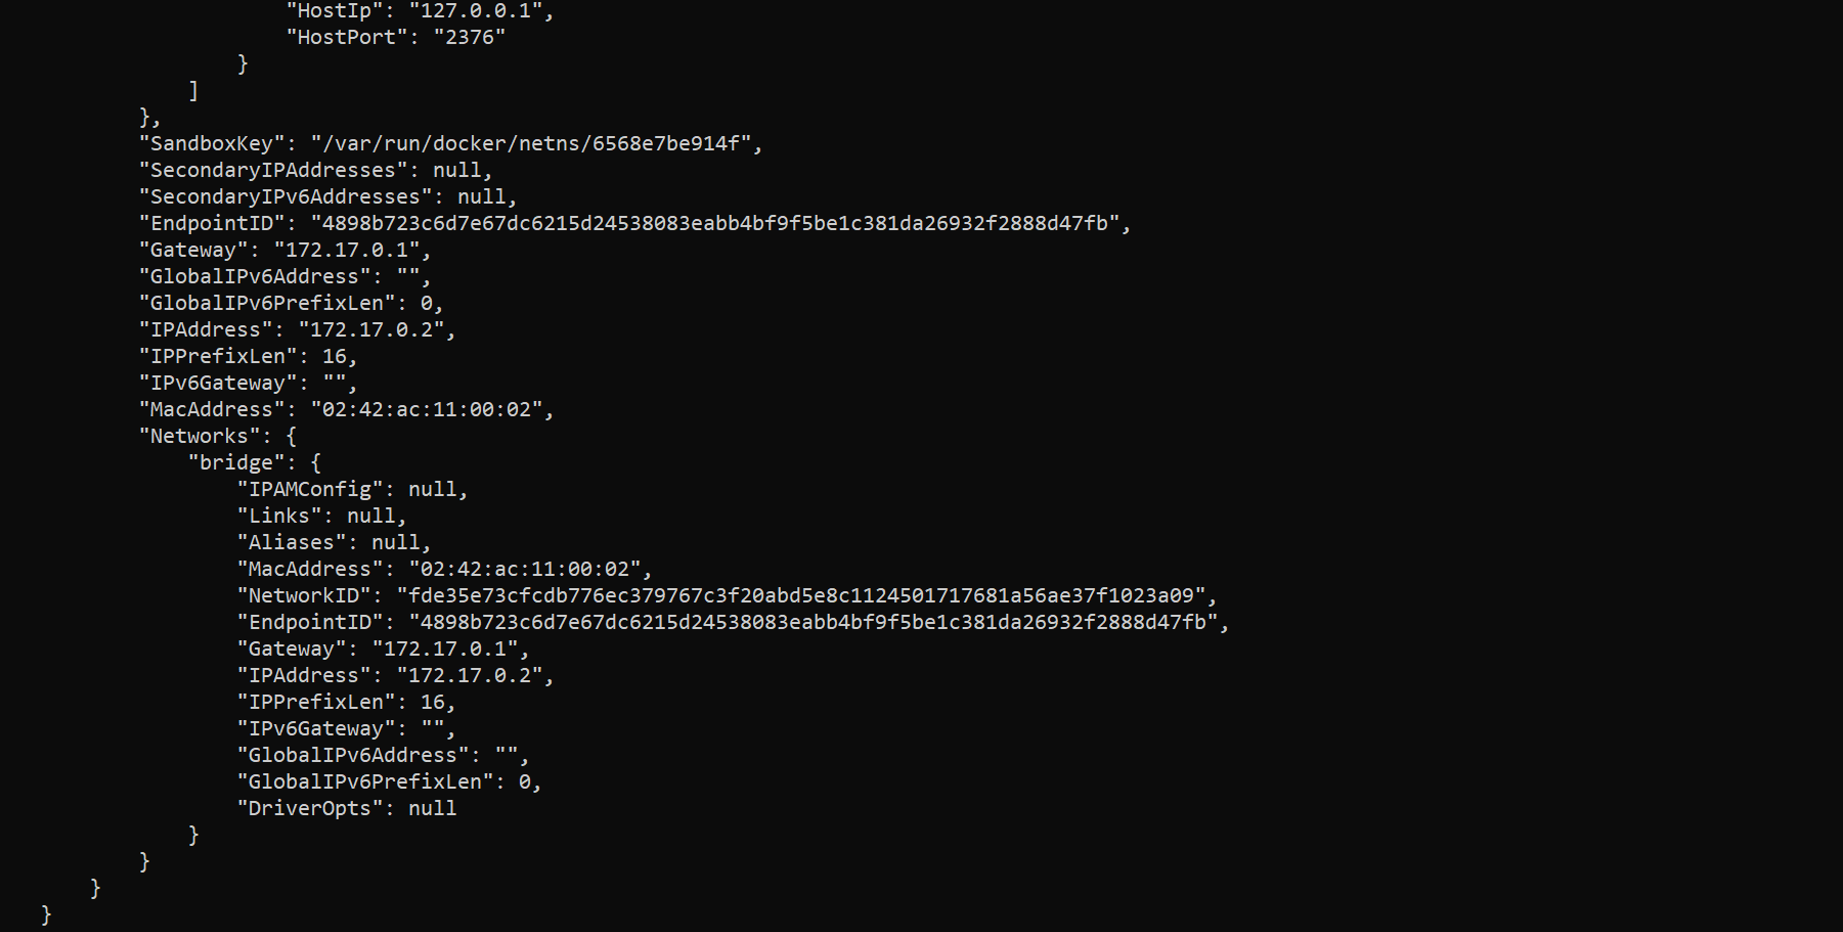 "HostIp": "127.0.0.1",
"HostPort": "2376"
}
]
},
"SandboxKey": "/var/run/docker/netns/6568e7be914f",
"SecondaryIPAddresses": null,
"SecondaryIPv6Addresses": null,
"EndpointID": "4898b723c6d7e67dc6215d24538083eabb4bf9f5be1c381da26932f2888d47fb",
"Gateway": "172.17.0.1",
"GlobalIPv6Address": "",
"GlobalIPv6PrefixLen": 0,
"IPAddress": "172.17.0.2",
"IPPrefixLen": 16,
"IPv6Gateway": "",
"MacAddress": "02:42:ac:11:00:02",
"Networks": {
"bridge": {
"IPAMConfig": null,
"Links": null,
"Aliases": null,
"MacAddress": "02:42:ac:11:00:02",
"NetworkID": "fde35e73cfcdb776ec379767c3f20abd5e8c1124501717681a56ae37f1023a09",
"EndpointID": "4898b723c6d7e67dc6215d24538083eabb4bf9f5be1c381da26932f2888d47fb",
"Gateway": "172.17.0.1",
"IPAddress": "172.17.0.2",
"IPPrefixLen": 16,
"IPv6Gateway": "",
"GlobalIPv6Address": "",
"GlobalIPv6PrefixLen": 0,
"DriverOpts": null
}
}
}
}